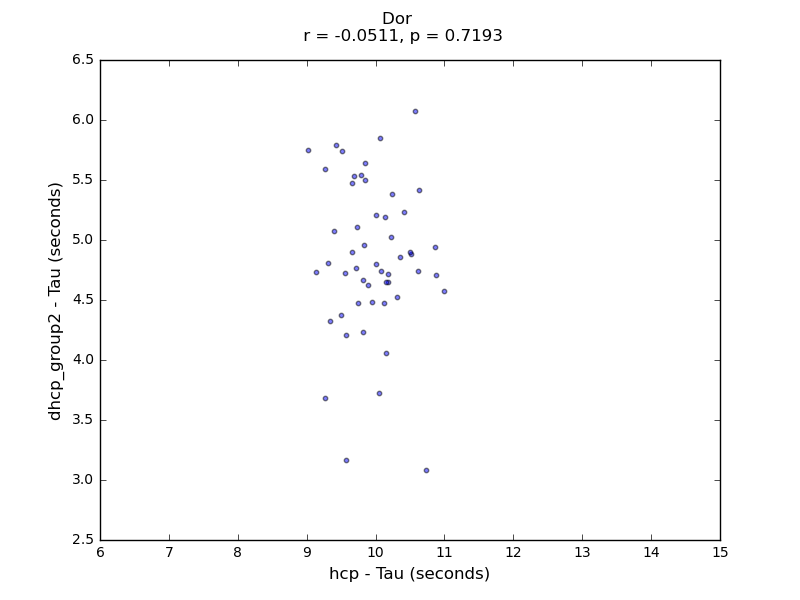 Dor
r = -0.0511, p = 0.7193
6.5
6.0
5.5
5.0
4.5
4.0
3.5
3.0
2.5
dhcp_group2 - Tau (seconds)
6 7 8 9 10 11 12 13 14 15
hcp - Tau (seconds)